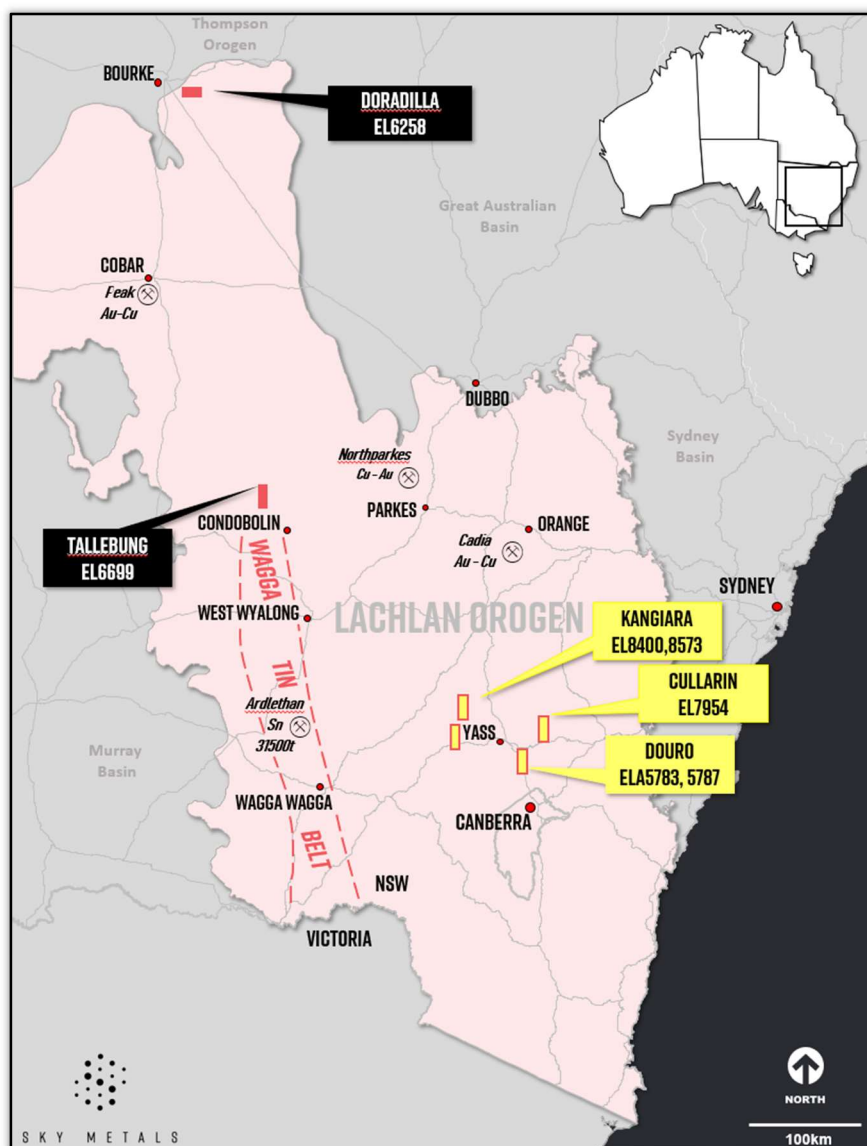 Thompson
Orogen
BOURKE
DORADILLA
EL6258
Great Australian
Basin
COBAR
Peak
Au-Cu
DUBBO
Sydney
Basin
Northparkes
Cu - Au
PARKES
ORANGE
CONDOBOLIN
TALLEBUNG
EL6699
Cadia
Au - Cu
SYDNEY
WAGGA
TIN
BELT
WEST WYALONG
LACHLAN OROGEN
KANGIARA
EL8400,8573
CULLARIN
EL7954
Ardlethan
Sn
31500t
YASS
DOURO
ELA5783, 5787
Murray
Basin
WAGGA WAGGA
CANBERRA
NSW
VICTORIA
SKY METALS
NORTH
100km